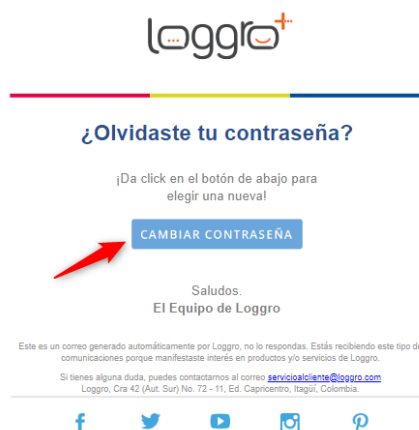 loggro+
¿Olvidaste tu contraseña?
¡Da click en el botón de abajo para
elegir una nueva!
CAMBIAR CONTRASEÑA
Saludos.
El Equipo de Loggro
Este es un correo generado automáticamente por Loggro, no lo respondas. Estás recibiendo este tipo de
comunicaciones porque manifestaste interés en productos y/o servicios de Loggro.
Si tienes alguna duda, puedes contactarnos al correo servicioalcliente@loggro.com
Loggro, Cra 42 (Aut. Sur) No. 72 - 11, Ed. Capricentro, Itagüí, Colombia.